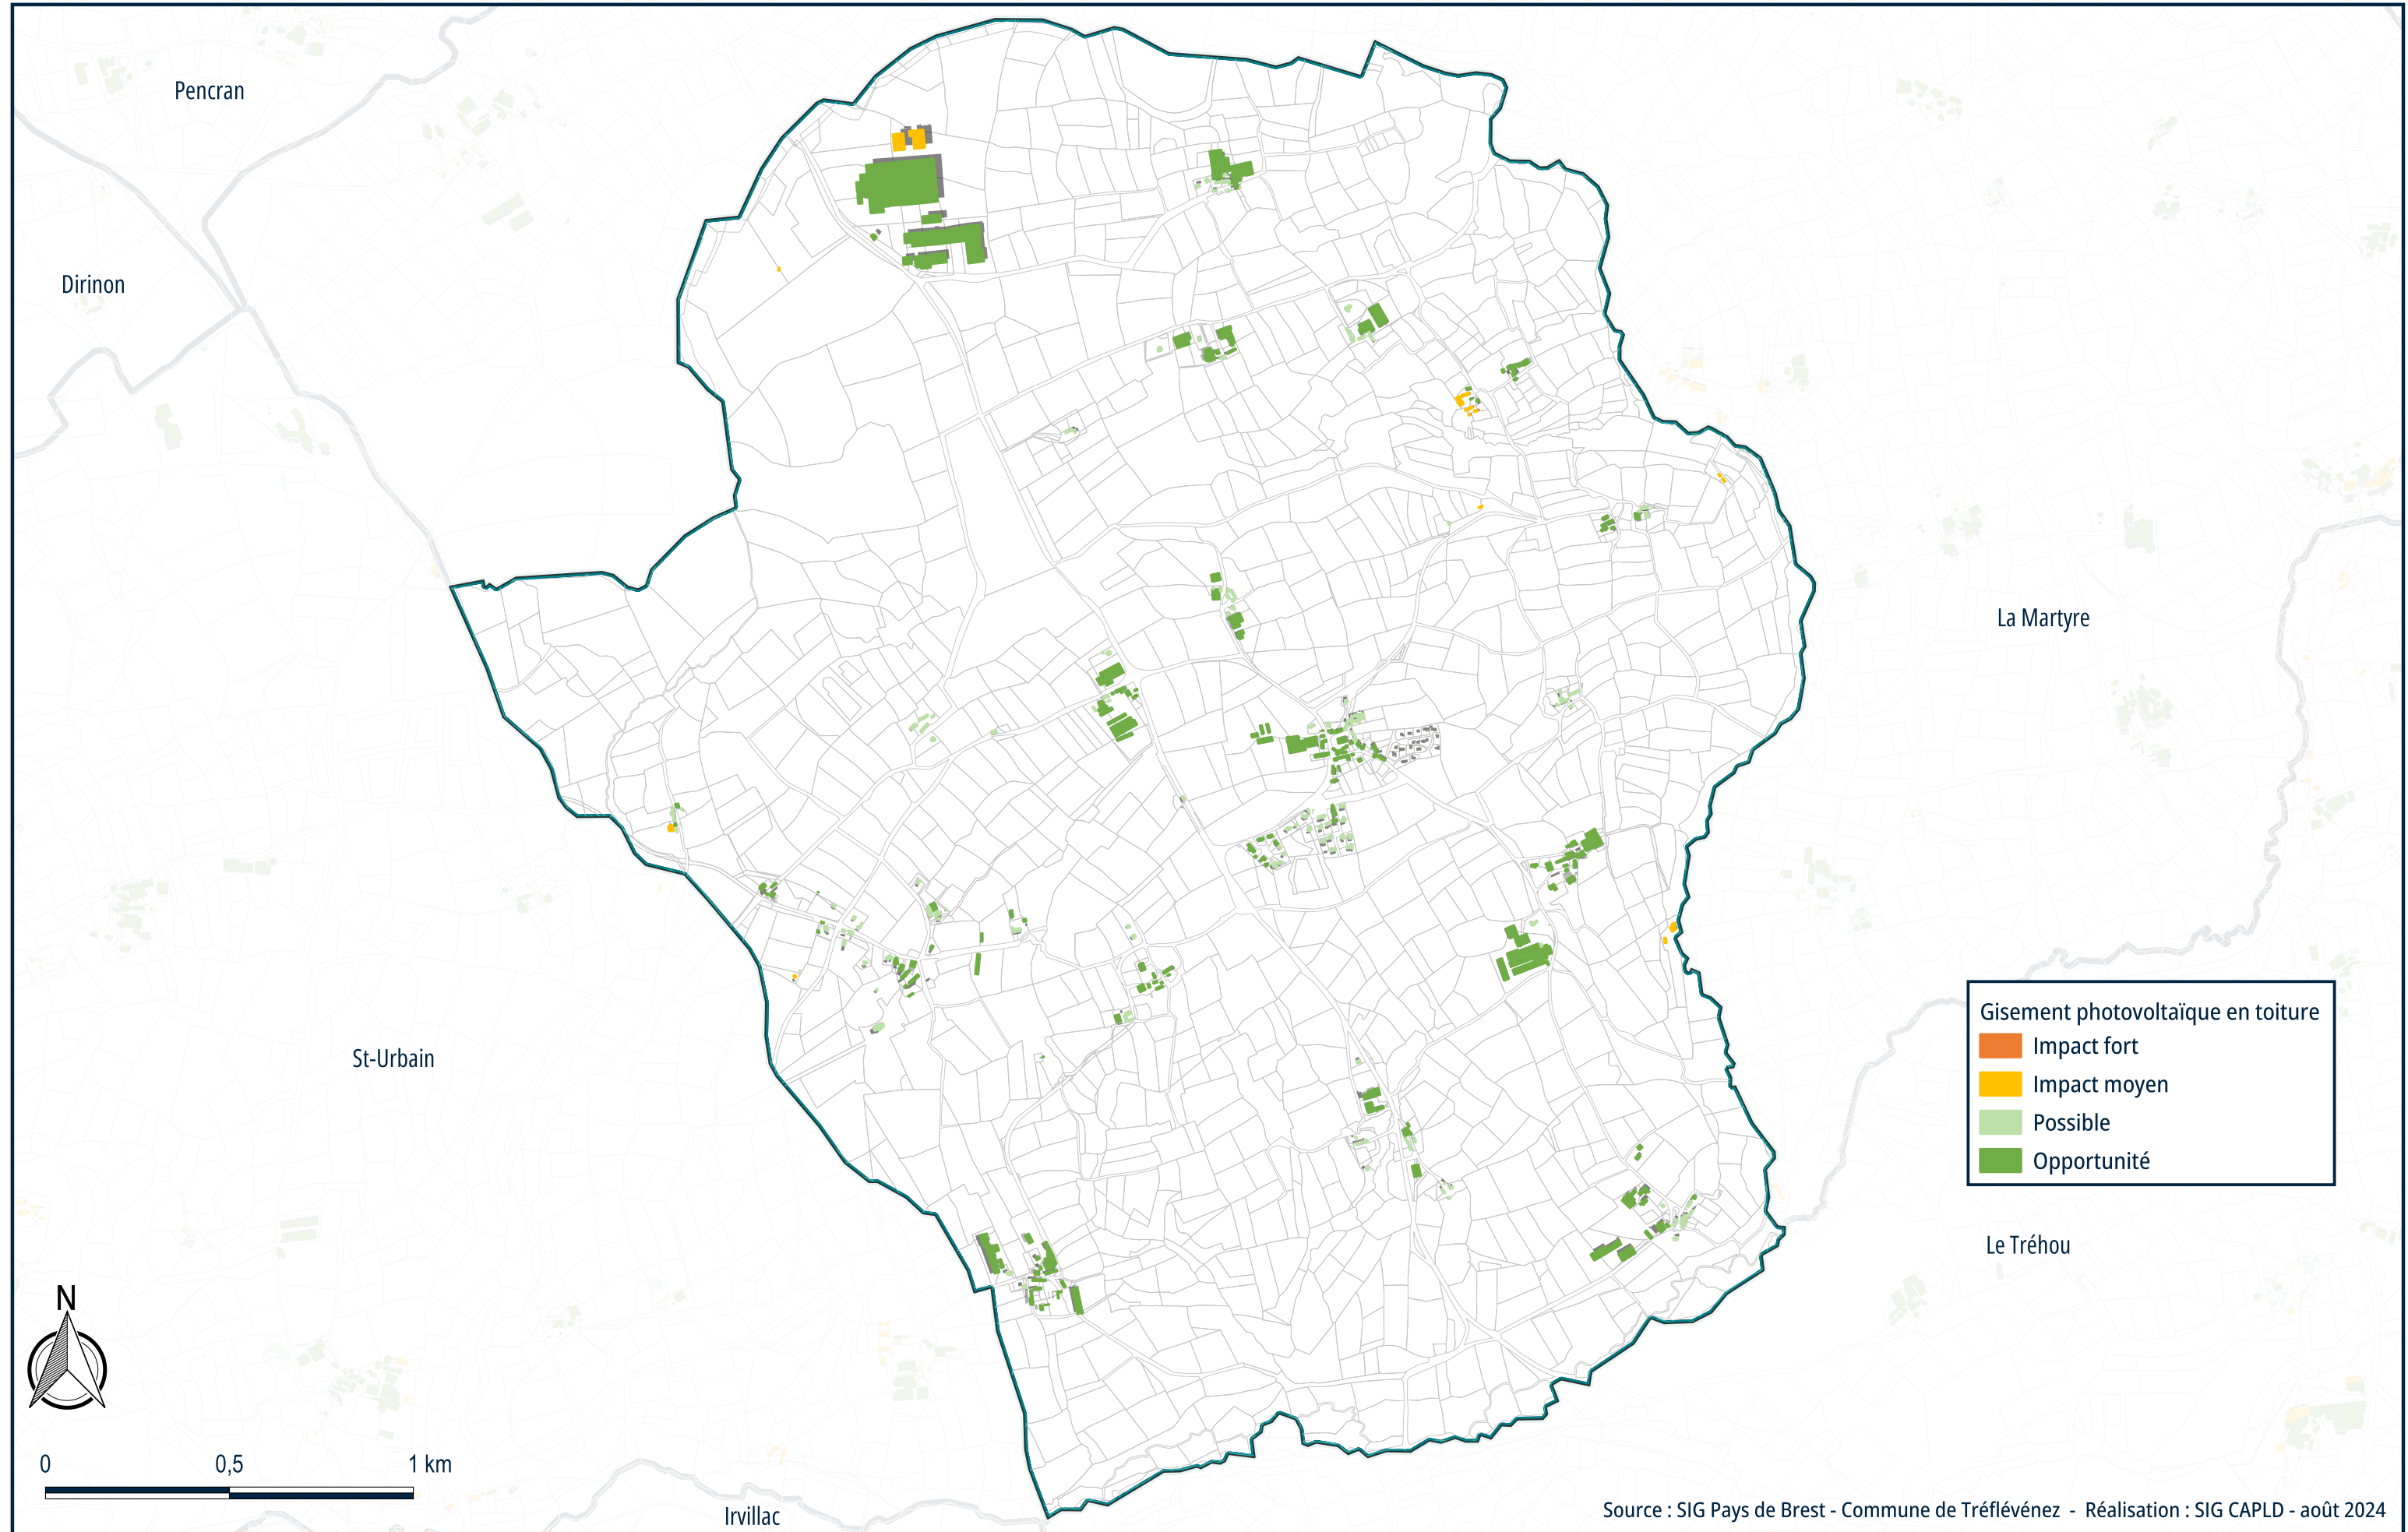 Pencran
Dirinon
La Martyre
Gisement photovoltaïque en toiture
Impact fort
Impact moyen
Possible
Opportunité
St-Urbain
Le Tréhou
N
0 0,5 1 km
Irvillac
Source : SIG Pays de Brest - Commune de Tréflévénez - Réalisation : SIG CAPLD - août 2024